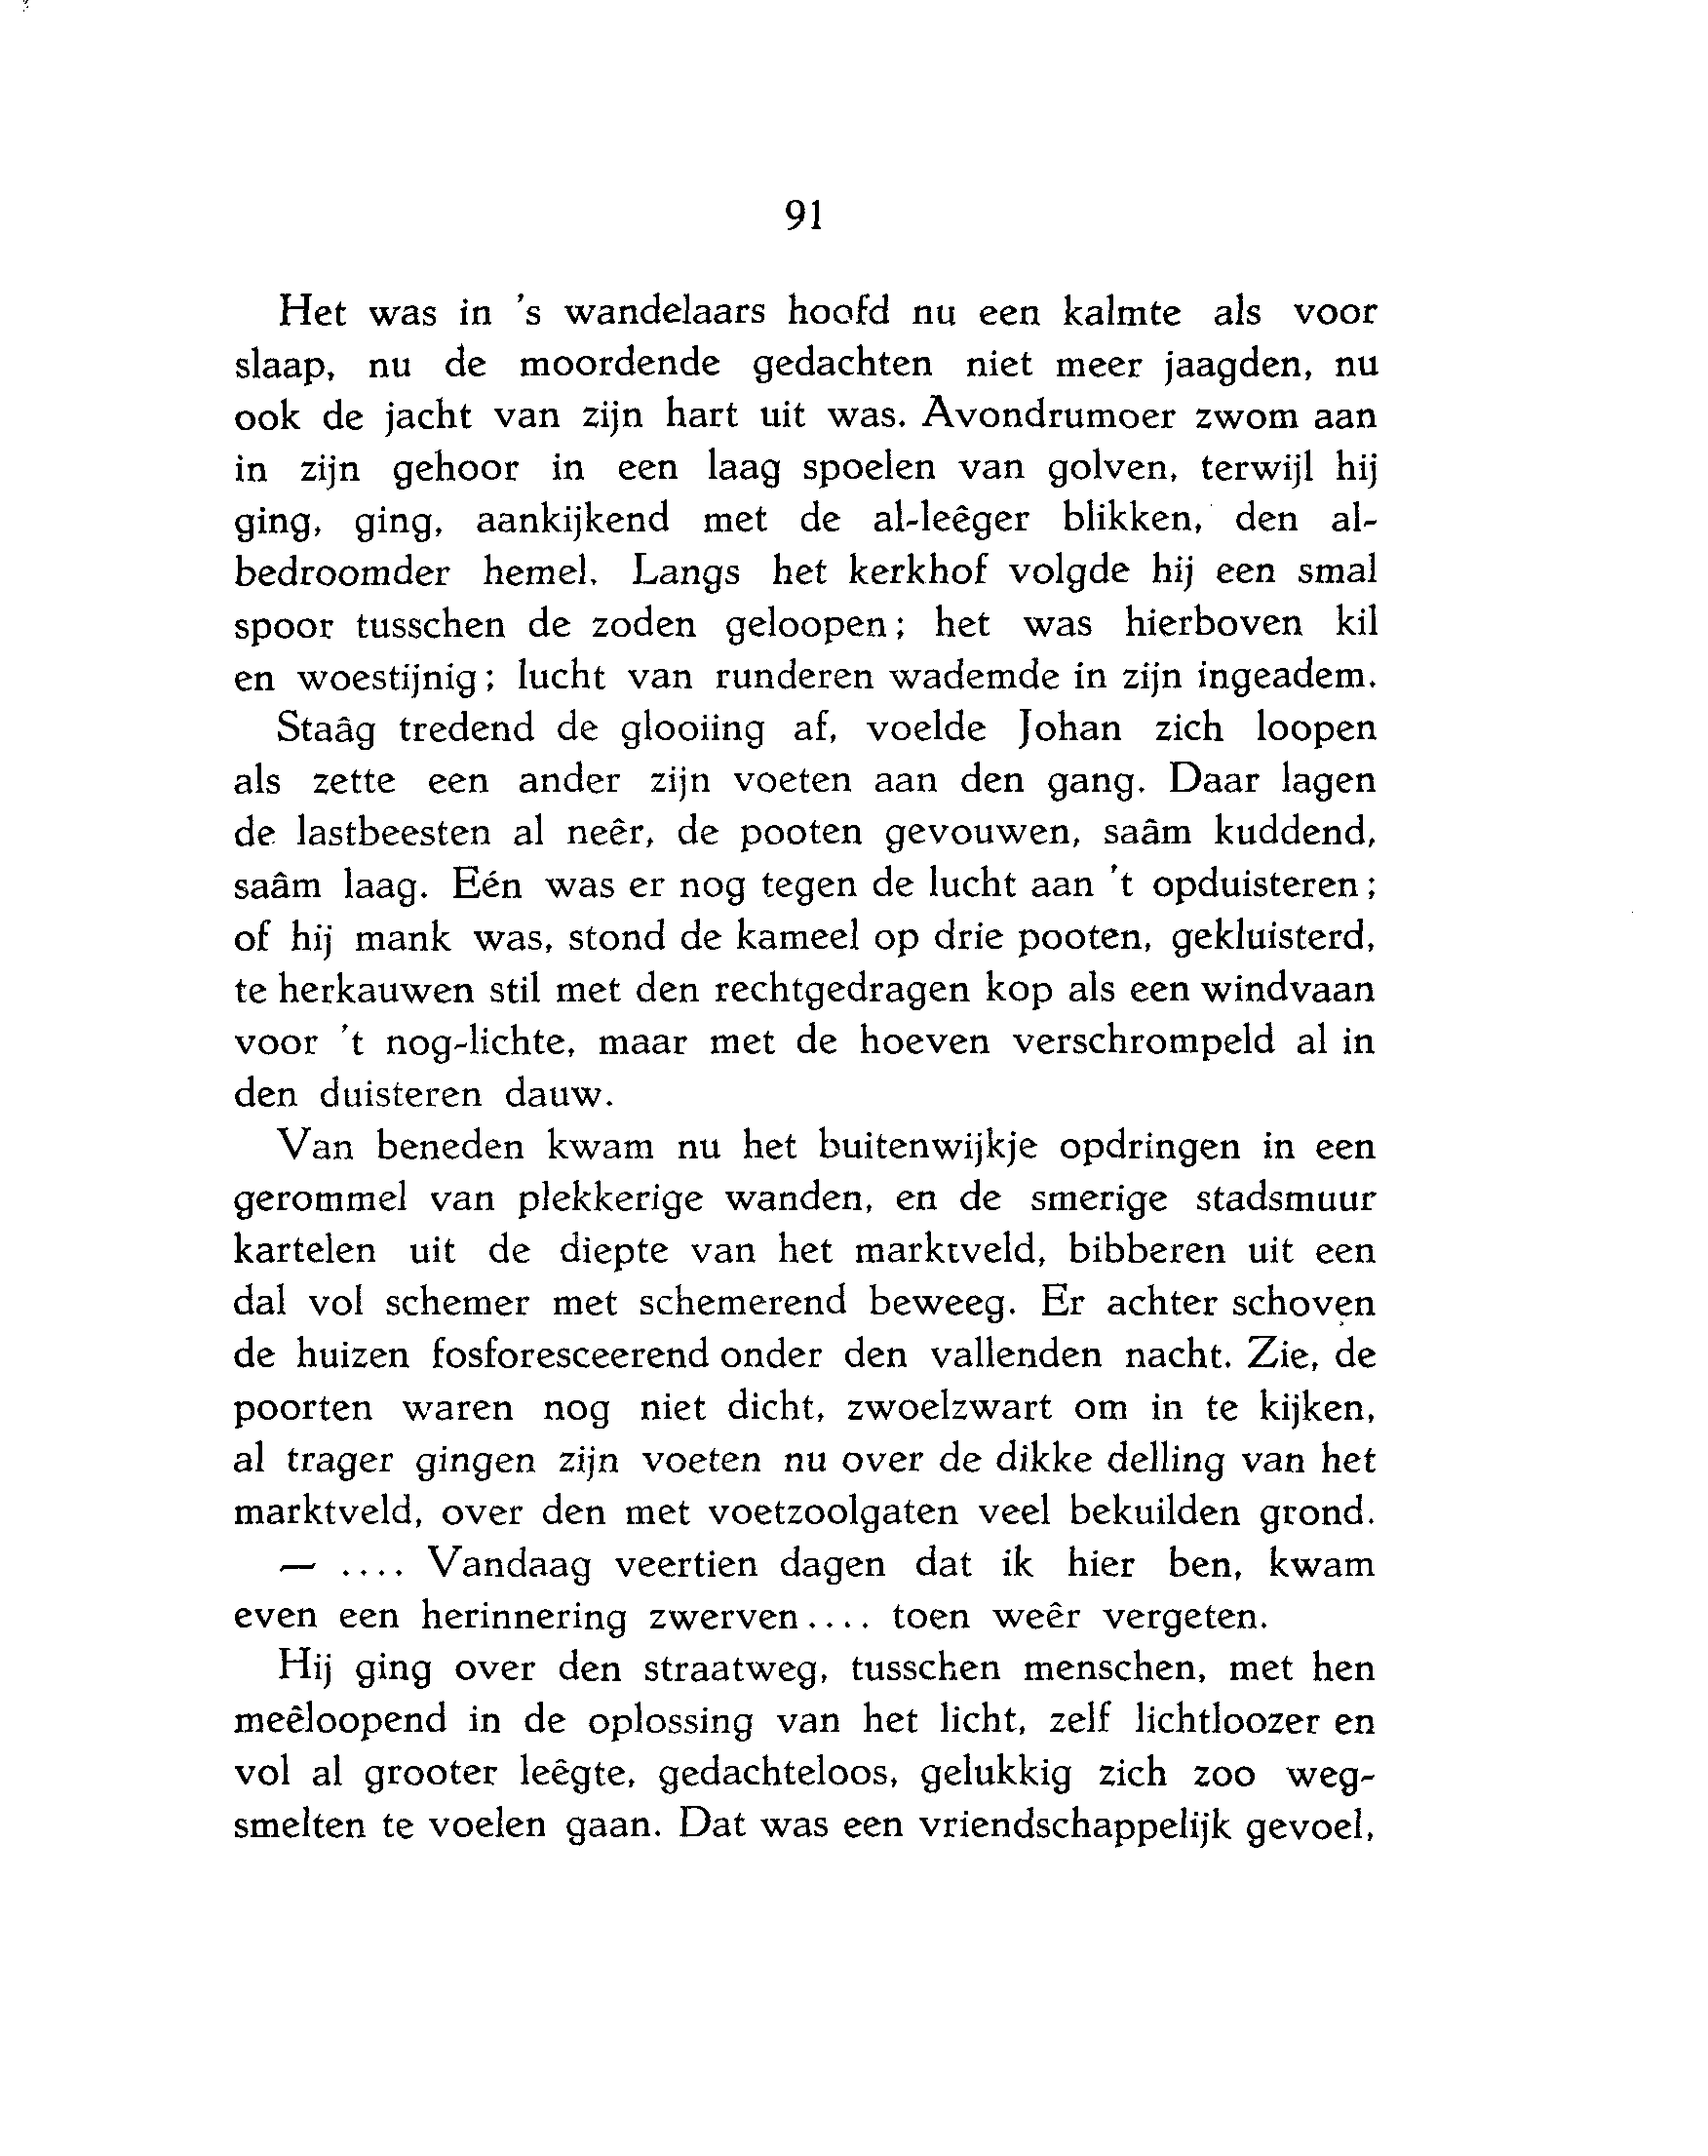 91
Het was in 's wandelaars hoofd nu een kalmte als voor
slaap, nu de moordende gedachten niet meer jaagden, nu
ook de jacht van zijn hart uit was. Avondrumoer zwom aan
in zijn gehoor in een laag spoelen van golven, terwijl hij
ging, ging, aankijkend met de al-leêger blikken, den al-
bedroomder hemel. Langs het kerkhof volgde hij een smal
spoor tusschen de zoden geloopen; het was hierboven kil
en woestijnig; lucht van runderen wademde in zijn ingeadem.
Staâg tredend de glooiing af, voelde Johan zich loopen
als zette een ander zijn voeten aan den gang. Daar lagen
de lastbeesten al neêr, de pooten gevouwen, saâm kuddend,
saâm laag. Eén was er nog tegen de lucht aan 't opduisteren;
of hij mank was, stond de kameel op drie pooten, gekluisterd,
te herkauwen stil met den rechtgedragen kop als een windvaan
voor 't nog-lichte, maar met de hoeven verschrompeld al in
den duisteren dauw.
Van beneden kwam nu het buitenwijkje opdringen in een
gerommel van plekkerige wanden, en de smerige stadsmuur
kartelen uit de diepte van het marktveld, bibberen uit een
dal vol schemer met schemerend beweeg. Er achter schoven
de huizen fosforesceerend onder den vallenden nacht. Zie, de
poorten waren nog niet dicht, zwoelzwart om in te kijken,
al trager gingen zijn voeten nu over de dikke delling van het
marktveld, over den met voetzoolgaten veel bekuilden grond.
— .... Vandaag veertien dagen dat ik hier ben, kwam
even een herinnering zwerven.... toen weêr vergeten.
Hij ging over den straatweg, tusschen menschen, met hen
meêloopend in de oplossing van het licht, zelf lichtloozer en
vol al grooter leêgte, gedachteloos, gelukkig zich zoo weg-
smelten te voelen gaan. Dat was een vriendschappelijk gevoel,